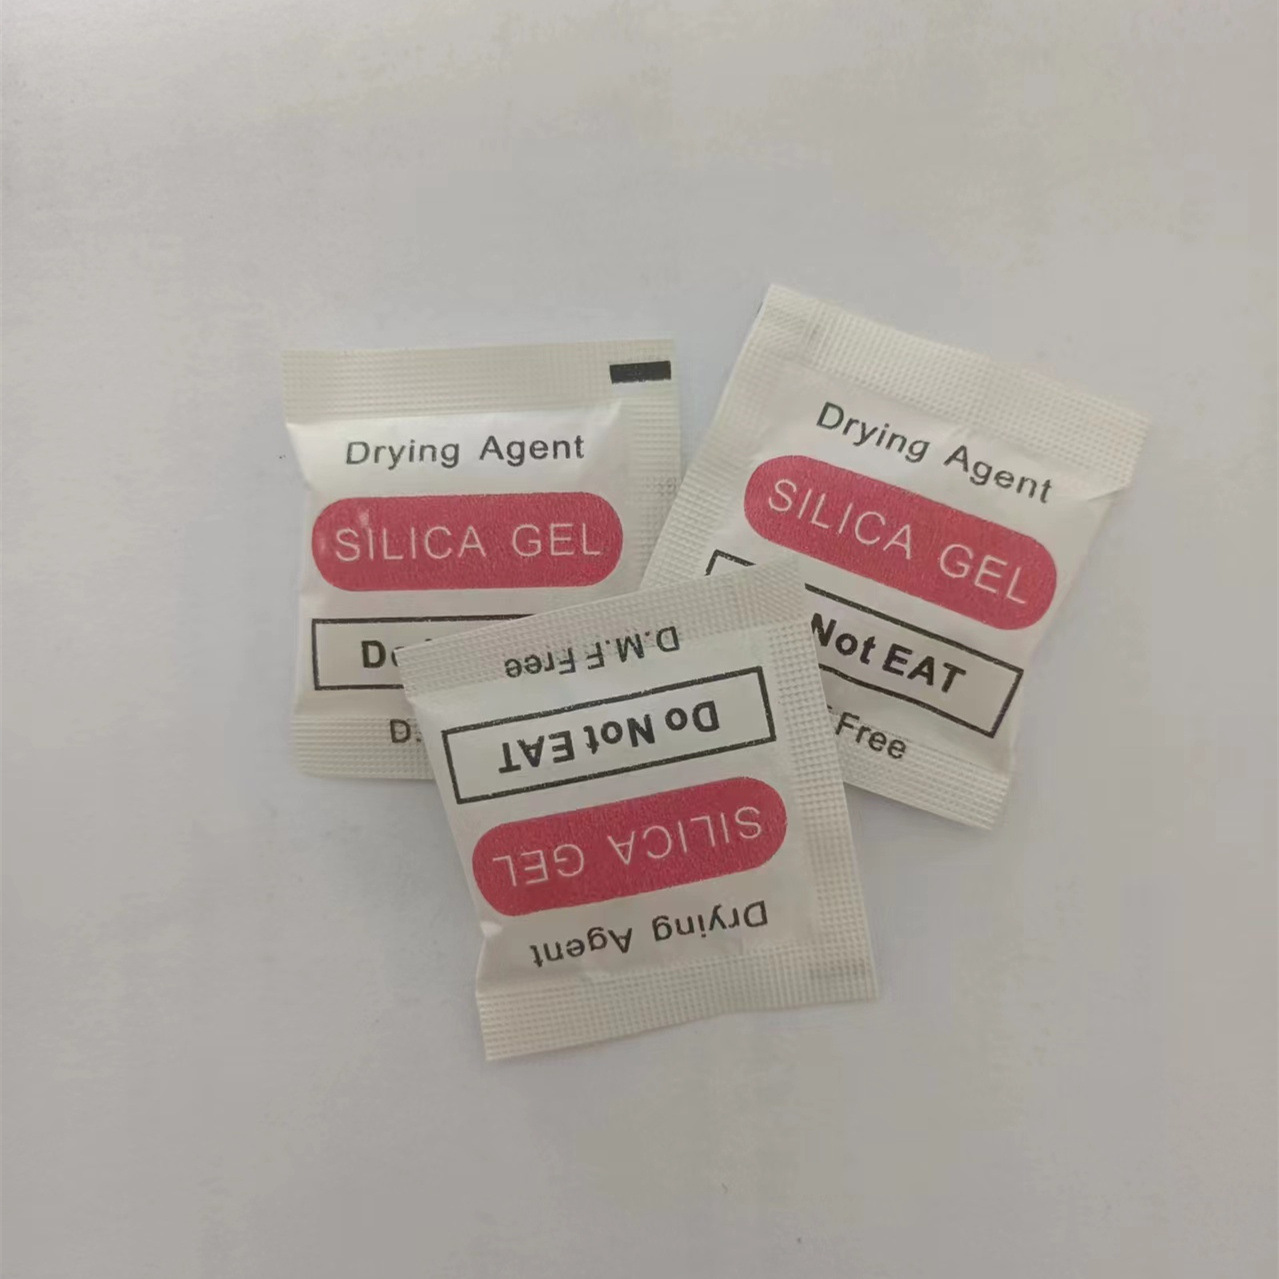 Drying Agent
SILICA GEL
Drying Agent
SILICA GEL
Not EAT
Free
D.M.F Free
Do Not EAT
SILICA GEL
Drying Agent